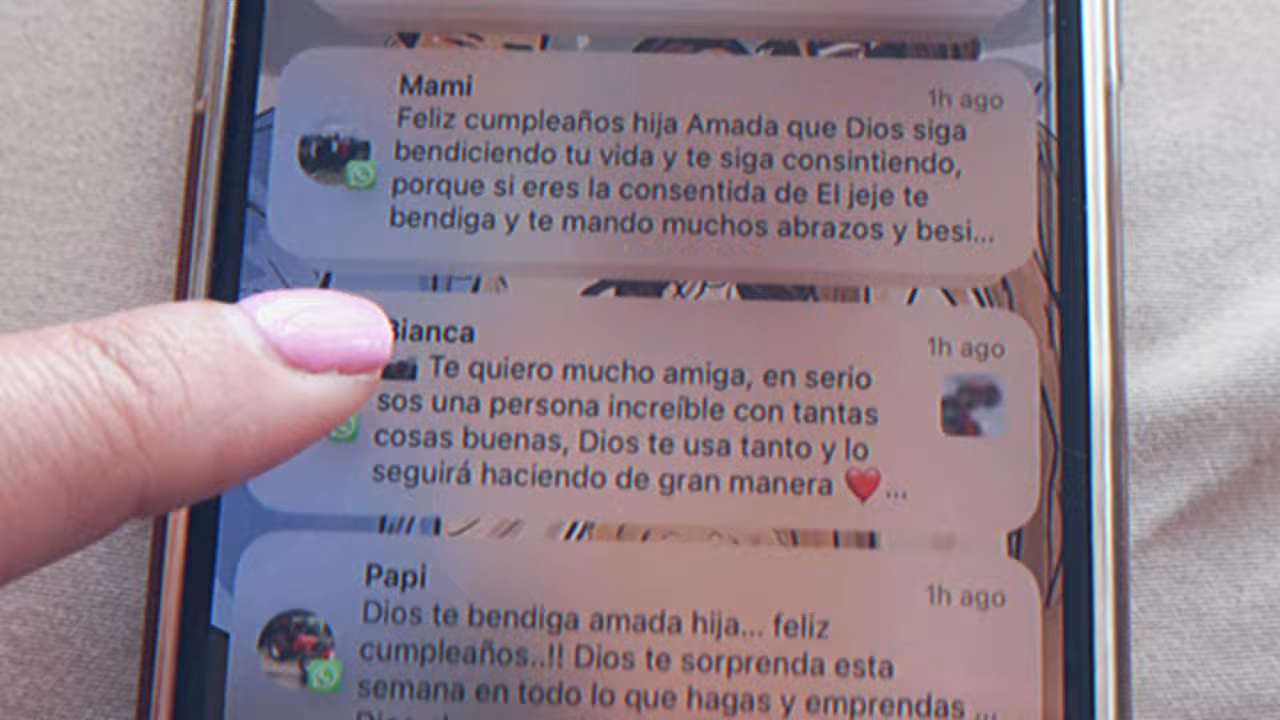 Mami
1h ago
Feliz cumpleaños hija Amada que Dios siga
bendiciendo tu vida y te siga consintiendo,
porque si eres la consentida de El jeje te
bendiga y te mando muchos abrazos y besi...
Bianca
1h ago
📷 Te quiero mucho amiga, en serio
sos una persona increíble con tantas
cosas buenas, Dios te usa tanto y lo
seguirá haciendo de gran manera ❤️...
Papi
1h ago
Dios te bendiga amada hija... feliz
cumpleaños..!! Dios te sorprenda esta
semana en todo lo que hagas y emprendas ...